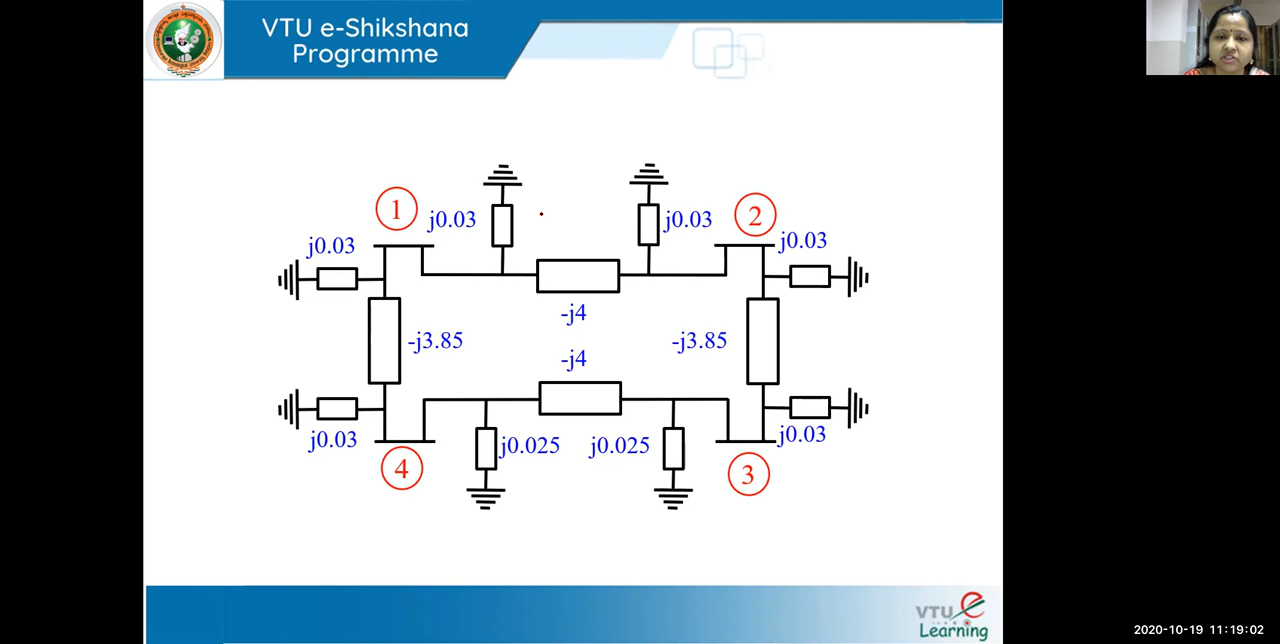 VTU e-Shikshana
Programme
1
j0.03
j0.03
2
j0.03
j0.03
-j4
-j3.85
-j3.85
-j4
j0.03
4
j0.025
j0.025
3
j0.03
VTU e
Learning
2020-10-19 11:19:02